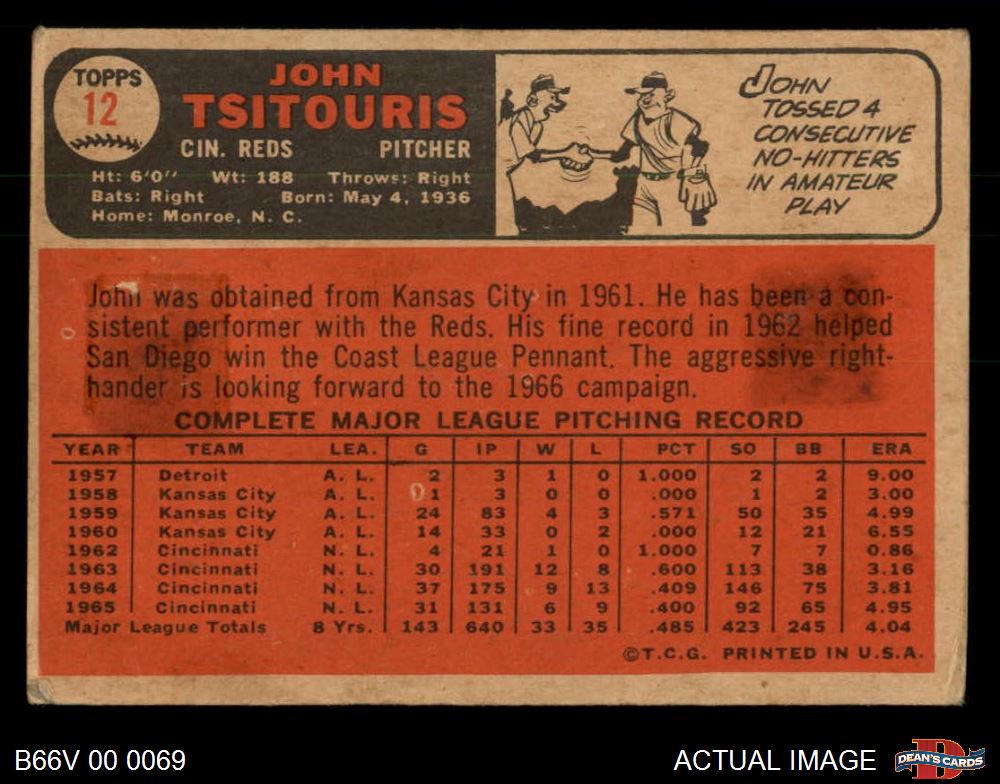 TOPPS
12
JOHN
TSITOURIS
CIN. REDS PITCHER
Ht: 6'0" Wt: 188 Throws: Right
Bats: Right Born: May 4, 1936
Home: Monroe, N. C.
JOHN
TOSSED 4
CONSECUTIVE
NO-HITTERS
IN AMATEUR
PLAY
John was obtained from Kansas City in 1961. He has been a con-
sistent performer with the Reds. His fine record in 1962 helped
San Diego win the Coast League Pennant. The aggressive right-
hander is looking forward to the 1966 campaign.
COMPLETE MAJOR LEAGUE PITCHING RECORD
YEAR TEAM LEA. G IP W L PCT SO BB ERA
1957 Detroit A. L. 2 3 1 0 1.000 2 2 9.00
1958 Kansas City A. L. 1 3 0 0 .000 1 2 3.00
1959 Kansas City A. L. 24 83 4 3 .571 50 35 4.99
1960 Kansas City A. L. 14 33 0 2 .000 12 21 6.55
1962 Cincinnati N. L. 4 21 1 0 1.000 7 7 0.86
1963 Cincinnati N. L. 30 191 12 8 .600 113 38 3.16
1964 Cincinnati N. L. 37 175 9 13 .409 146 75 3.81
1965 Cincinnati N. L. 31 131 6 9 .400 92 65 4.95
Major League Totals 8 Yrs. 143 640 33 35 .485 423 245 4.04
©T.C.G. PRINTED IN U.S.A.
B66V 00 0069
ACTUAL IMAGE
D
DEAN'S CARDS